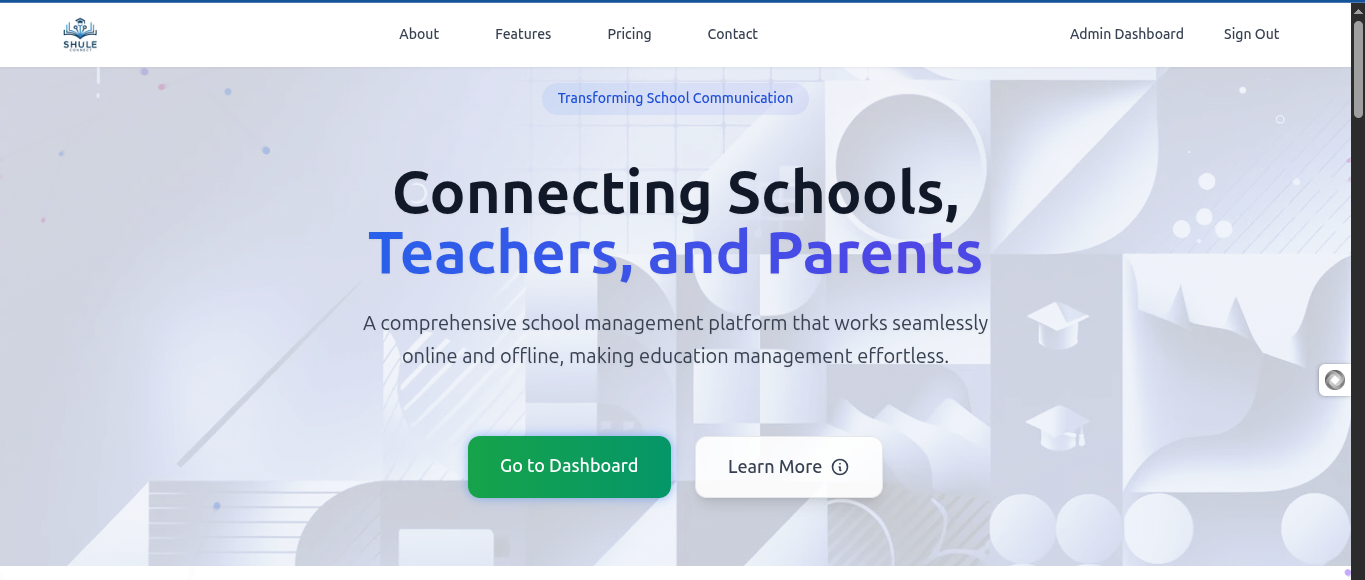 SHULE
CONNECT
About
Features
Pricing
Contact
Admin Dashboard
Sign Out
Transforming School Communication
Connecting Schools,
Teachers, and Parents
A comprehensive school management platform that works seamlessly
online and offline, making education management effortless.
Go to Dashboard
Learn More